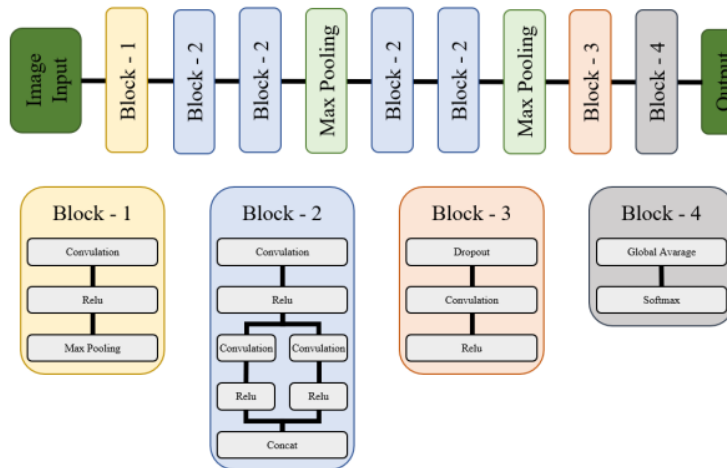 Image
Input
Block - 1
Block - 2
Block - 2
Max Pooling
Block - 2
Block - 2
Max Pooling
Block - 3
Block - 4
Output
Block - 1
Convulation
Relu
Max Pooling
Block - 2
Convulation
Relu
Convulation Convulation
Relu Relu
Concat
Block - 3
Dropout
Convulation
Relu
Block - 4
Global Avarage
Softmax